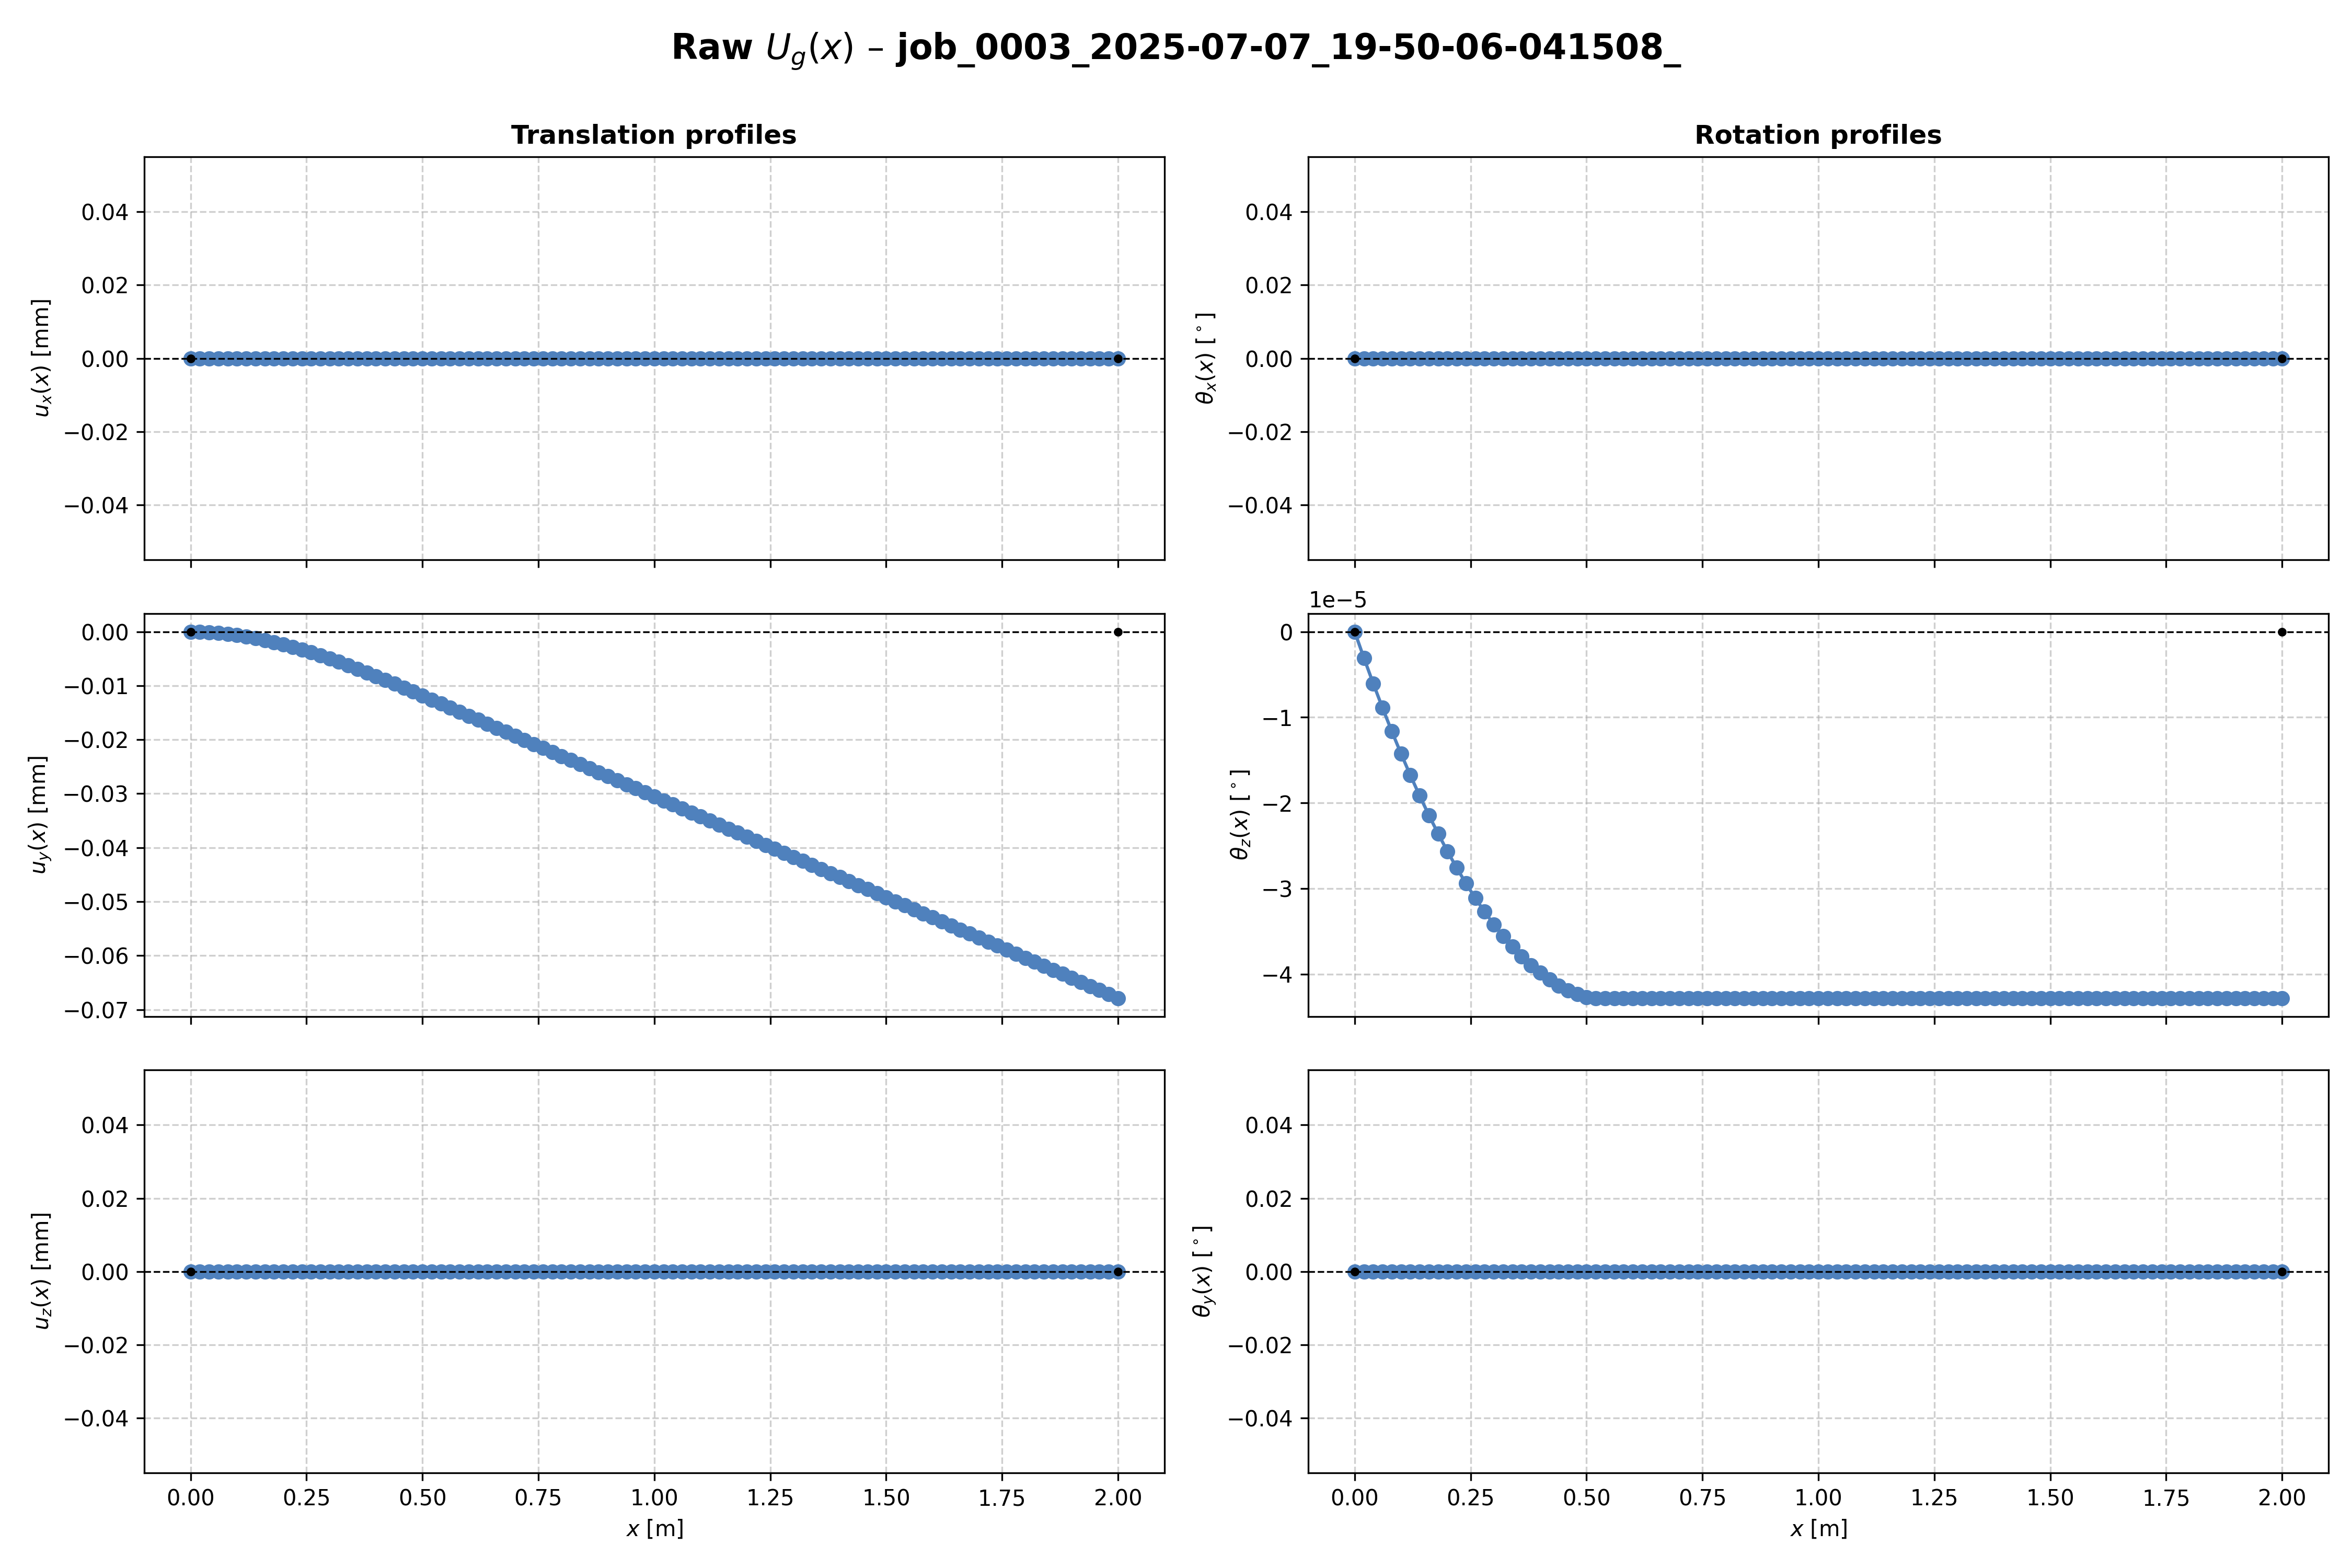 Raw U_g(x) – job_0003_2025-07-07_19-50-06-041508_
Translation profiles
0.04
0.02
0.00
−0.02
−0.04
u_x(x) [mm]
Rotation profiles
0.04
0.02
0.00
−0.02
−0.04
θ_x(x) [°]
0.00
−0.01
−0.02
−0.03
−0.04
−0.05
−0.06
−0.07
u_y(x) [mm]
1e−5
0
−1
−2
−3
−4
θ_z(x) [°]
0.04
0.02
0.00
−0.02
−0.04
u_z(x) [mm]
0.00 0.25 0.50 0.75 1.00 1.25 1.50 1.75 2.00
x [m]
0.04
0.02
0.00
−0.02
−0.04
θ_y(x) [°]
0.00 0.25 0.50 0.75 1.00 1.25 1.50 1.75 2.00
x [m]